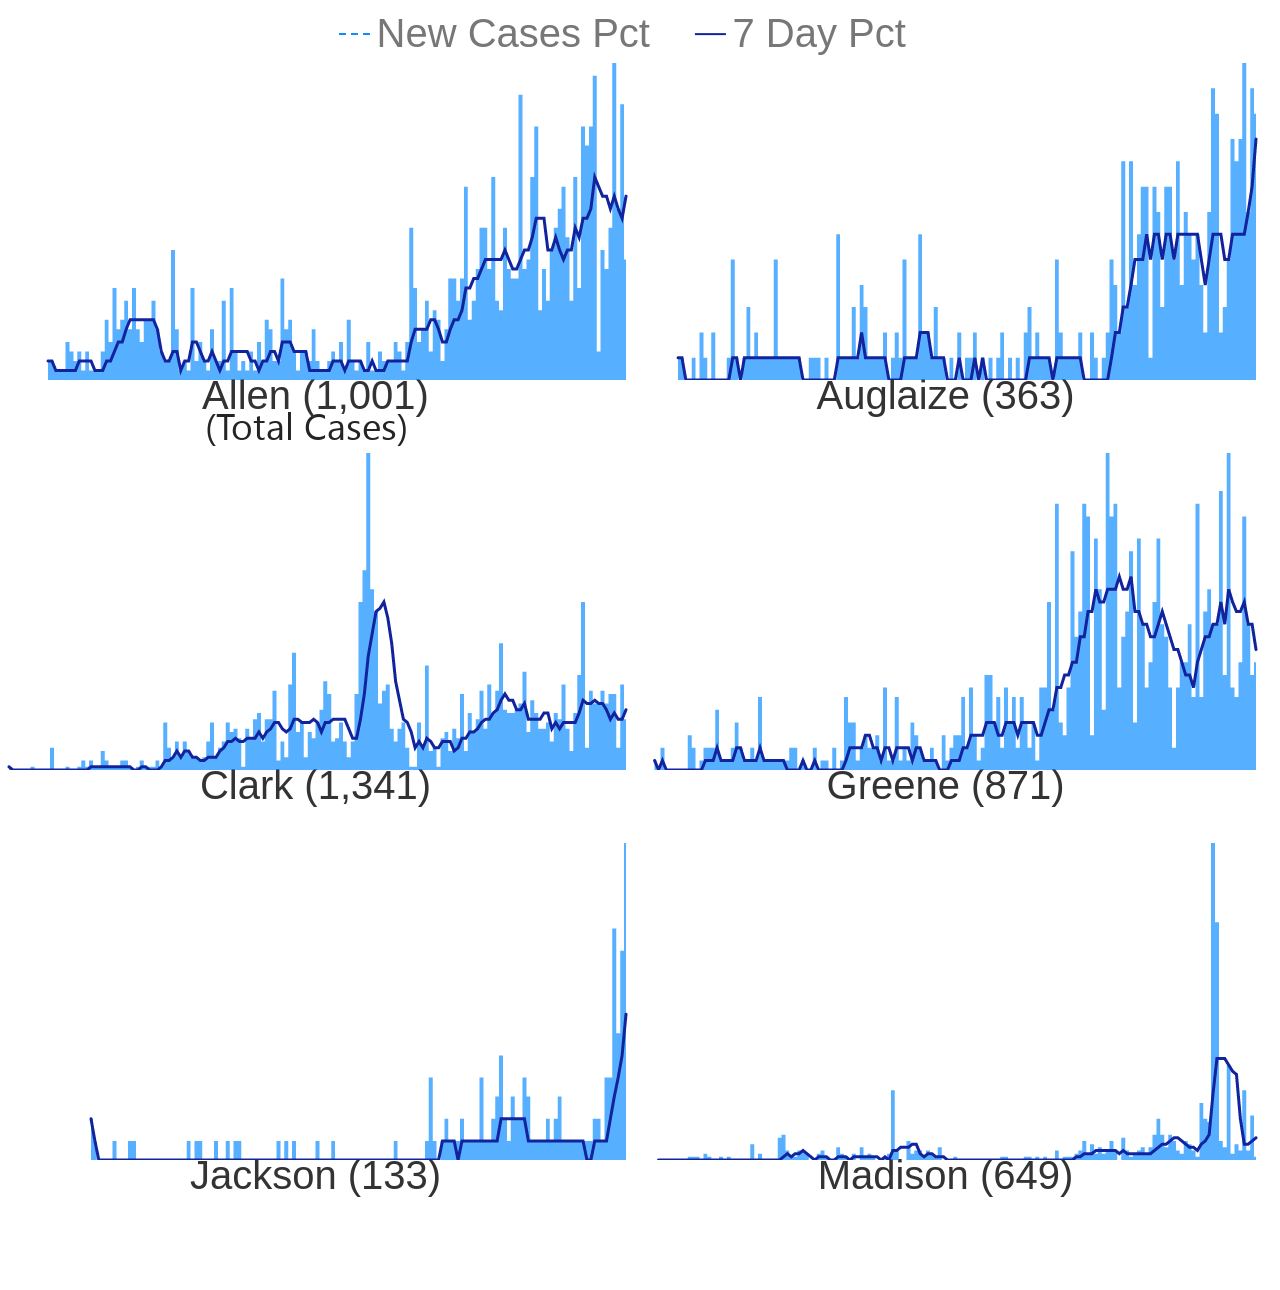 New Cases Pct 7 Day Pct
Allen (1,001) Auglaize (363)
(Total Cases)
Clark (1,341) Greene (871)
Jackson (133) Madison (649)